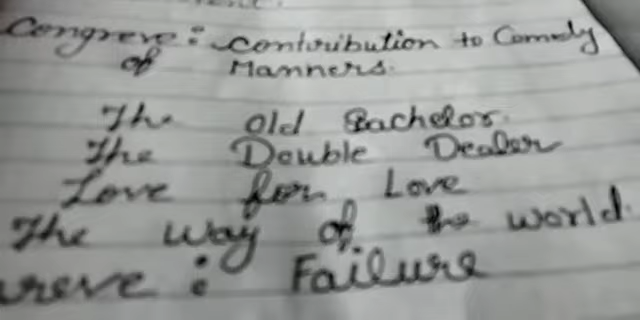 Congreve: Contribution to Comedy
of Manners.
The Old Bachelor.
The Double Dealer
Love for Love
The way of the world.
reve: Failure